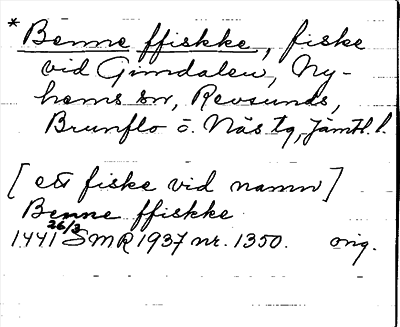 *Benne ffiskke, fiske
vid Gimdalen, Ny-
hems sn, Revsunds,
Brunflo o. Näs tg, Jämtl. l.
[ett fiske vid namn]
Benne ffiskke
1441 26/3 SMR 1937 nr. 1350. orig.